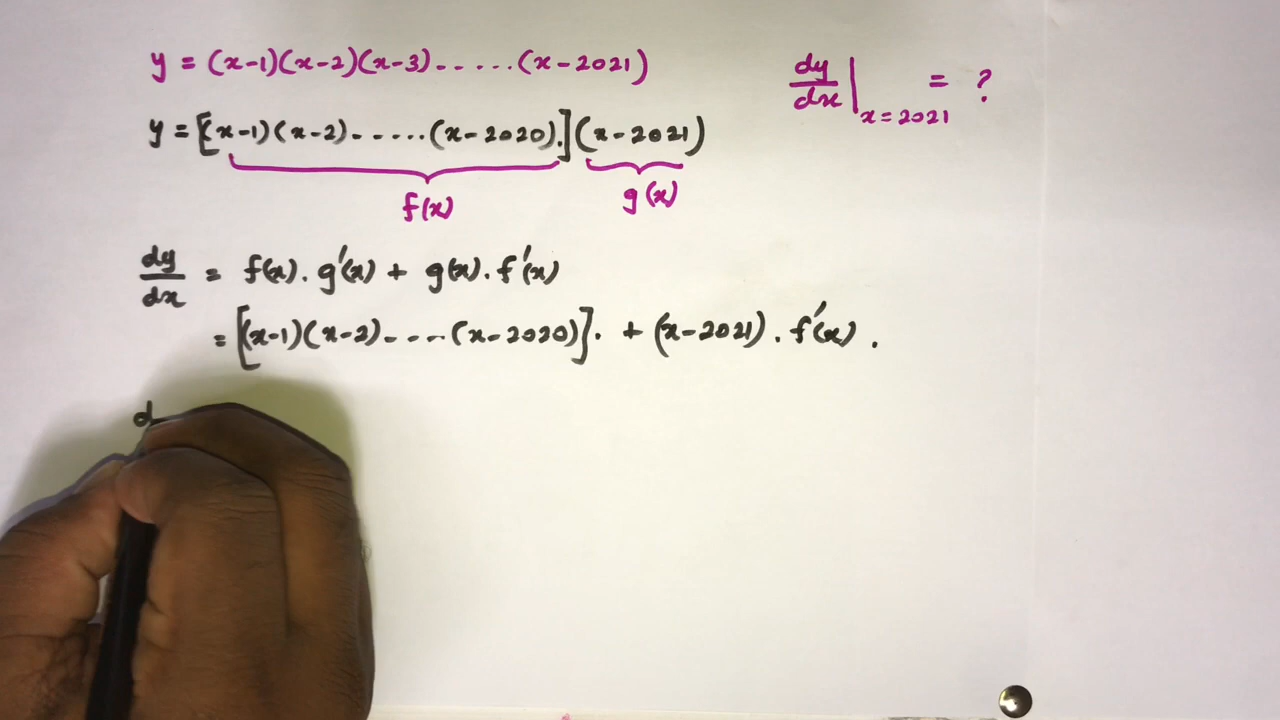 y = (x-1)(x-2)(x-3)- - . . . .(x-2021)
dy/dx |x=2021 = ?
y = [(x-1)(x-2)- - . . . .(x-2020).](x-2021)
f(x) g(x)
dy/dx = f(x). g'(x) + g(x). f'(x)
= [(x-1)(x-2)- - - - -(x-2020)]. + (x-2021) . f'(x) .
d